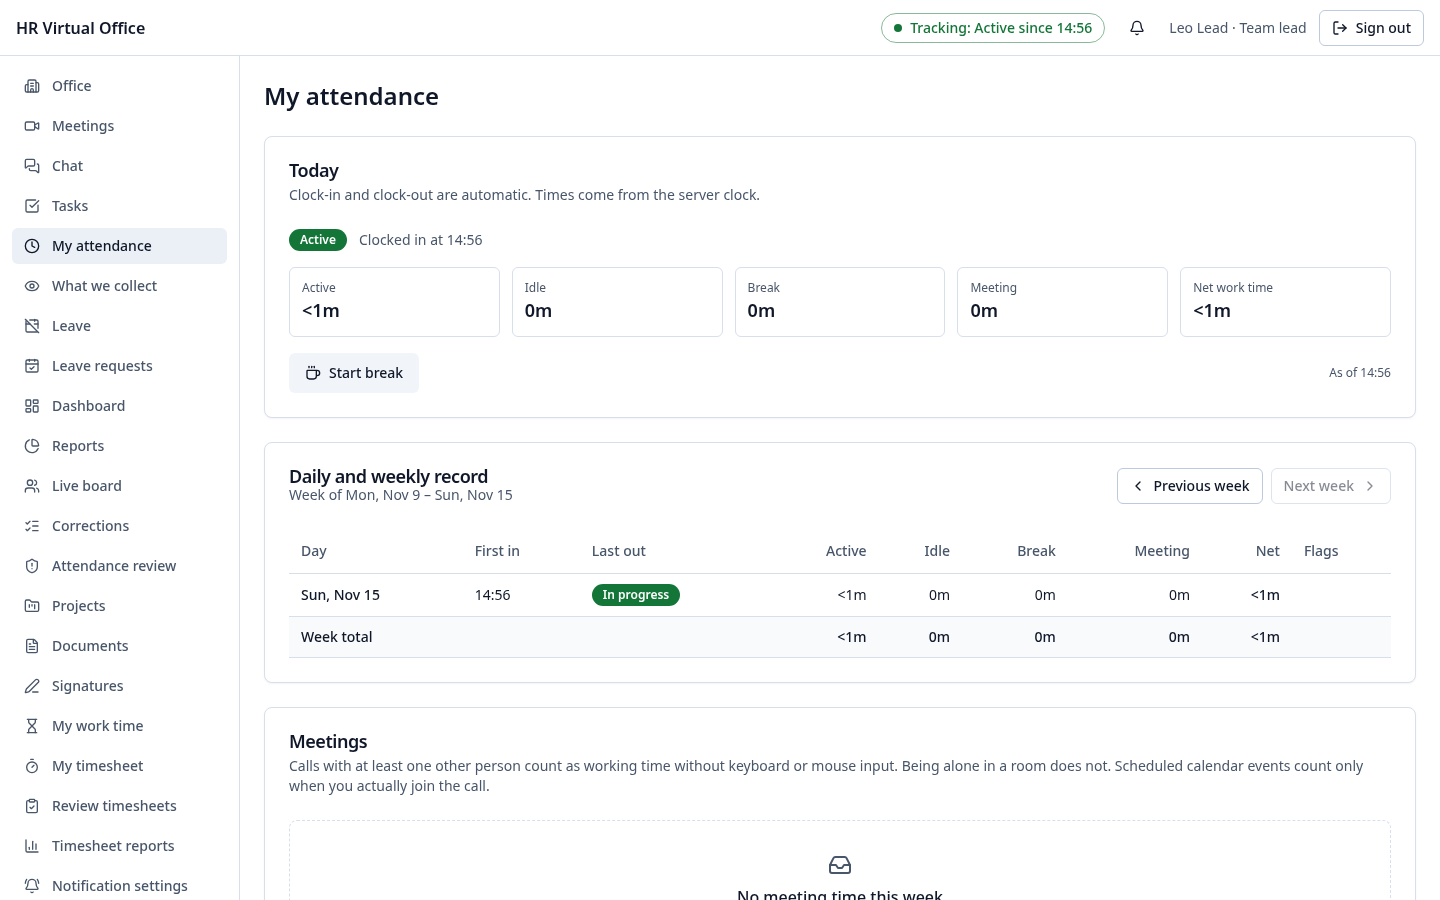 HR Virtual Office
Tracking: Active since 14:56
Leo Lead · Team lead
Sign out
Office
Meetings
Chat
Tasks
My attendance
What we collect
Leave
Leave requests
Dashboard
Reports
Live board
Corrections
Attendance review
Projects
Documents
Signatures
My work time
My timesheet
Review timesheets
Timesheet reports
Notification settings
My attendance
Today
Clock-in and clock-out are automatic. Times come from the server clock.
Active Clocked in at 14:56
Active Idle Break Meeting Net work time
<1m 0m 0m 0m <1m
Start break As of 14:56
Daily and weekly record
Week of Mon, Nov 9 – Sun, Nov 15
Previous week Next week
Day First in Last out Active Idle Break Meeting Net Flags
Sun, Nov 15 14:56 In progress <1m 0m 0m 0m <1m
Week total <1m 0m 0m 0m <1m
Meetings
Calls with at least one other person count as working time without keyboard or mouse input. Being alone in a room does not. Scheduled calendar events count only
when you actually join the call.
No meeting time this week